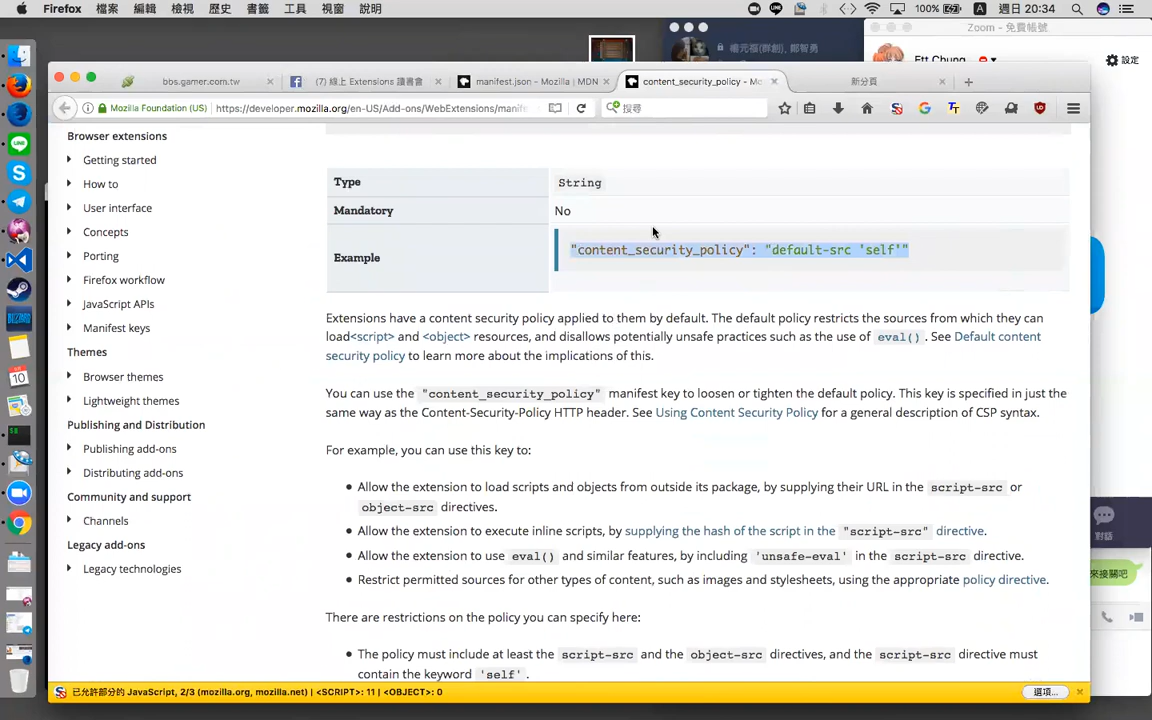 Firefox 檔案 編輯 檢視 歷史 書籤 工具 視窗 說明 100% A 週日 20:34
Zoom - 免費帳號
楊元福(群創), 鄭智勇
Ett Chung
設定
bbs.gamer.com.tw
(7) 線上 Extensions 讀書會
manifest.json - Mozilla | MDN
content_security_policy - Mo
新分頁
Mozilla Foundation (US)
https://developer.mozilla.org/en-US/Add-ons/WebExtensions/manife
搜尋
Browser extensions
Getting started
How to
User interface
Concepts
Porting
Firefox workflow
JavaScript APIs
Manifest keys
Themes
Browser themes
Lightweight themes
Publishing and Distribution
Publishing add-ons
Distributing add-ons
Community and support
Channels
Legacy add-ons
Legacy technologies
Type String
Mandatory No
Example "content_security_policy": "default-src 'self'"
Extensions have a content security policy applied to them by default. The default policy restricts the sources from which they can
load<script> and <object> resources, and disallows potentially unsafe practices such as the use of eval(). See Default content
security policy to learn more about the implications of this.
You can use the "content_security_policy" manifest key to loosen or tighten the default policy. This key is specified in just the
same way as the Content-Security-Policy HTTP header. See Using Content Security Policy for a general description of CSP syntax.
For example, you can use this key to:
Allow the extension to load scripts and objects from outside its package, by supplying their URL in the script-src or
object-src directives.
Allow the extension to execute inline scripts, by supplying the hash of the script in the "script-src" directive.
Allow the extension to use eval() and similar features, by including 'unsafe-eval' in the script-src directive.
Restrict permitted sources for other types of content, such as images and stylesheets, using the appropriate policy directive.
There are restrictions on the policy you can specify here:
The policy must include at least the script-src and the object-src directives, and the script-src directive must
contain the keyword 'self'.
對話
來接關吧
已允許部分的 JavaScript, 2/3 (mozilla.org, mozilla.net) | <SCRIPT>: 11 | <OBJECT>: 0
選項...